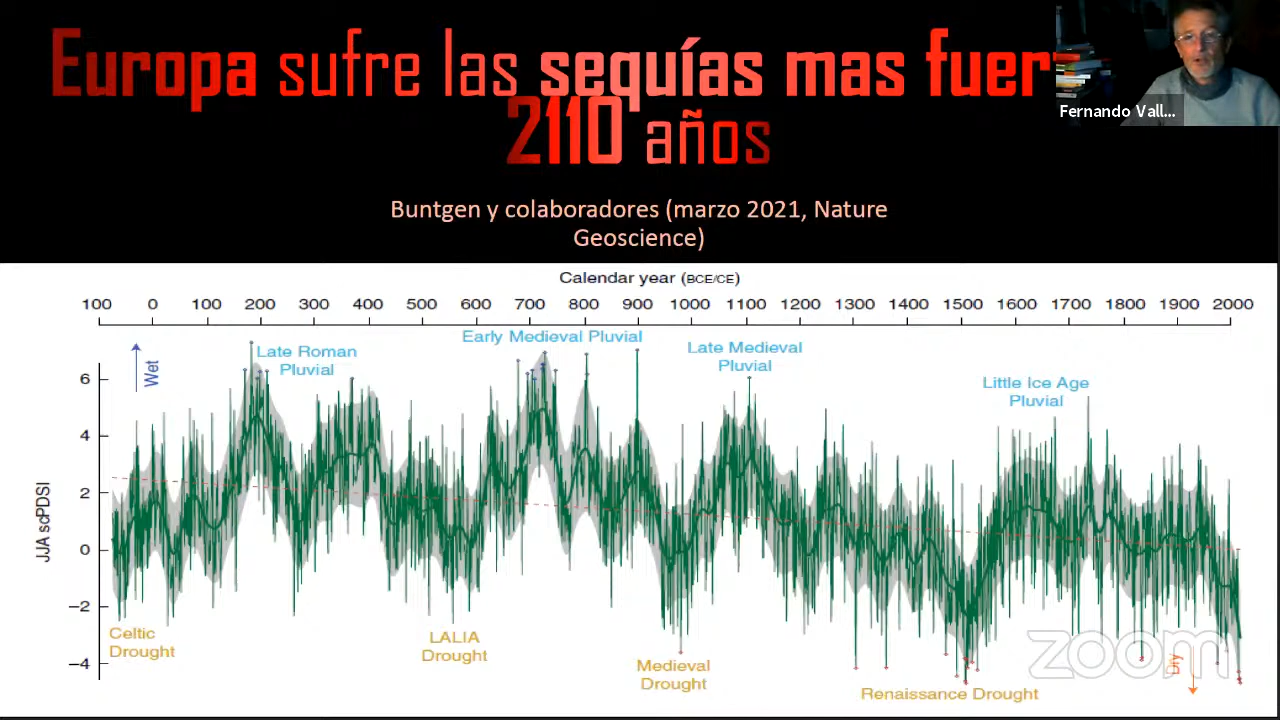 Europa sufre las sequías mas fuer
2110 años
Fernando Vall...
Buntgen y colaboradores (marzo 2021, Nature
Geoscience)
Calendar year (BCE/CE)
100 0 100 200 300 400 500 600 700 800 900 1000 1100 1200 1300 1400 1500 1600 1700 1800 1900 2000
Early Medieval Pluvial
Late Roman
Pluvial
Late Medieval
Pluvial
Little Ice Age
Pluvial
Wet
6
4
2
0
−2
−4
JJA scPDSI
Celtic
Drought
LALIA
Drought
Medieval
Drought
Renaissance Drought
Dry
zoom